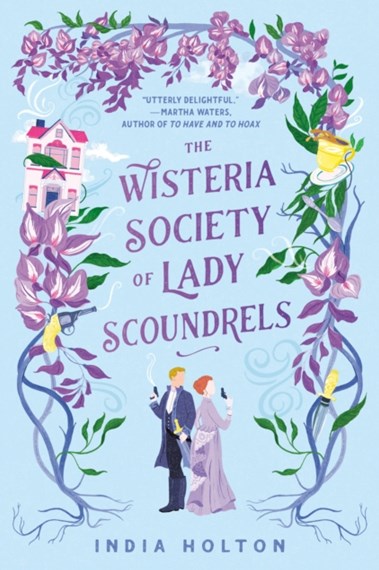 "UTTERLY DELIGHTFUL."
—MARTHA WATERS,
AUTHOR OF TO HAVE AND TO HOAX
THE
WISTERIA
SOCIETY
OF LADY
SCOUNDRELS
INDIA HOLTON